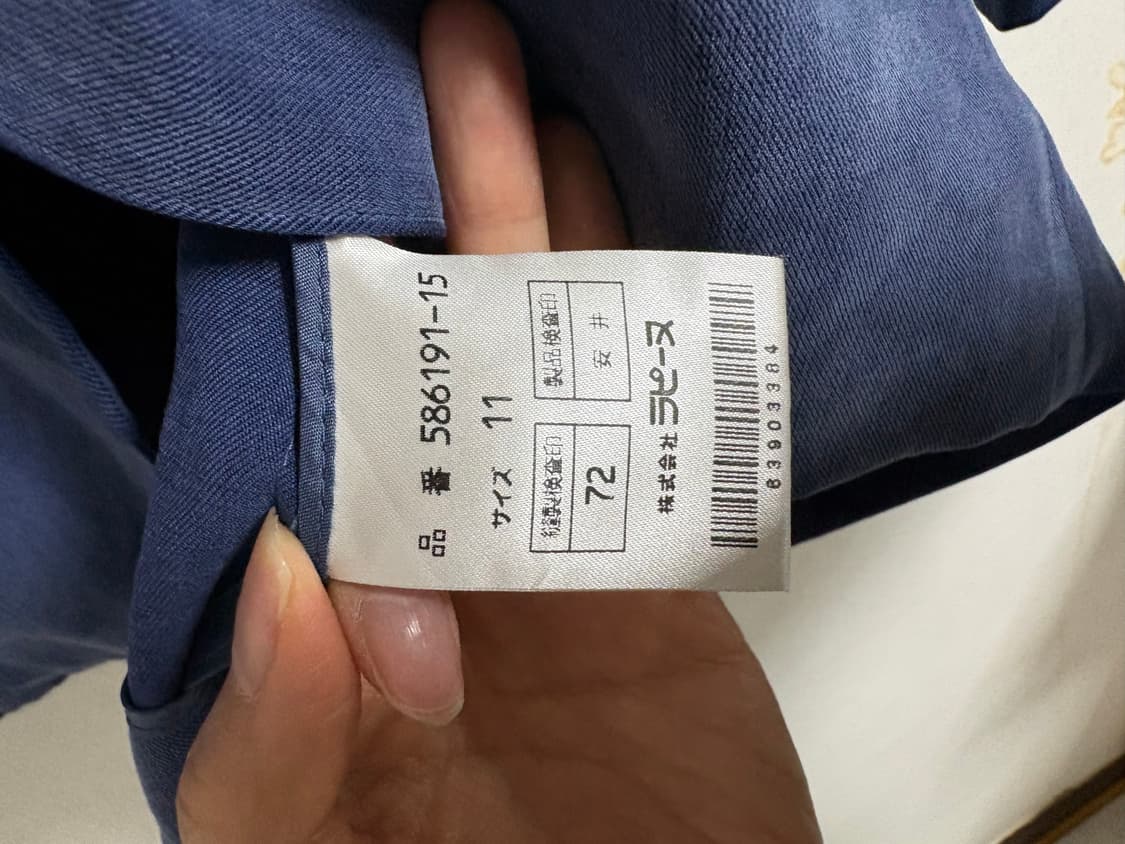 品番 586191-15
サイズ 11
縫製検査印 製品検査印
72 安井
株式会社ラピーヌ
83903384